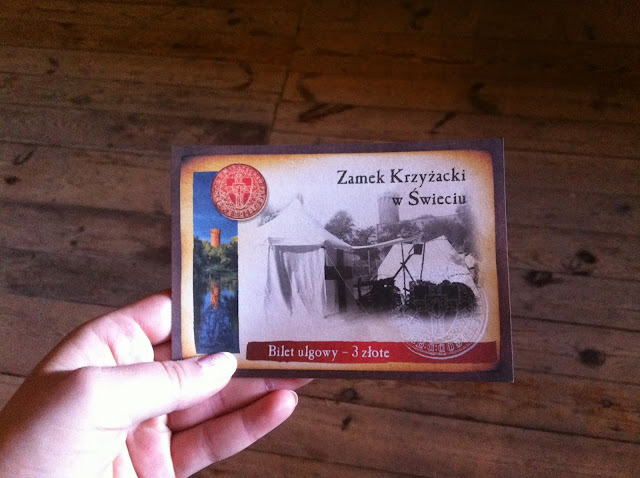 Zamek Krzyżacki
w Świeciu
Bilet ulgowy – 3 złote